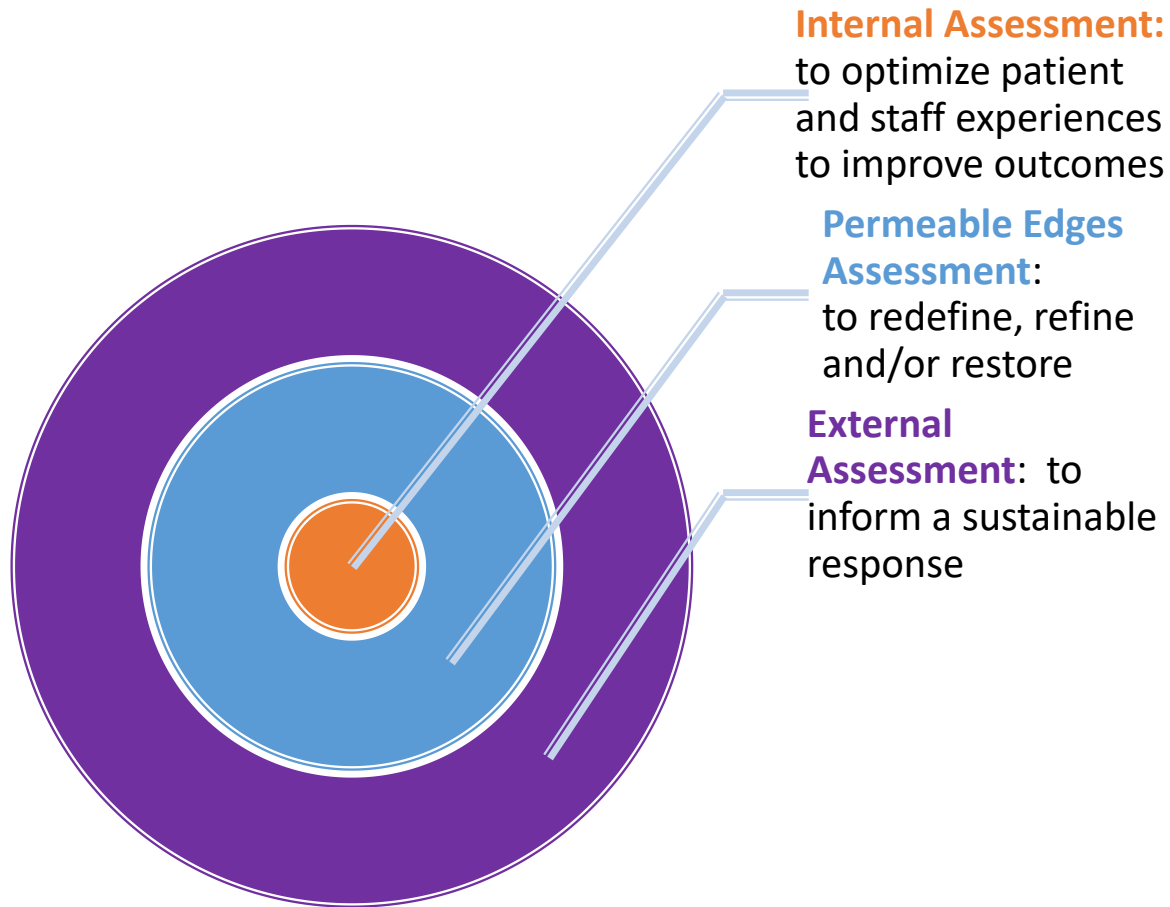 Internal Assessment:
to optimize patient
and staff experiences
to improve outcomes
Permeable Edges
Assessment:
to redefine, refine
and/or restore
External
Assessment:  to
inform a sustainable
response